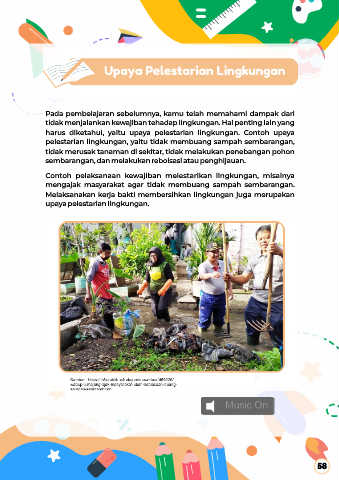 Upaya Pelestarian Lingkungan
Pada pembelajaran sebelumnya, kamu telah memahami dampak dari
tidak menjalankan kewajiban tehadap lingkungan. Hal penting lain yang
harus diketahui, yaitu upaya pelestarian lingkungan. Contoh upaya
pelestarian lingkungan, yaitu tidak membuang sampah sembarangan,
tidak merusak tanaman di sekitar, tidak melakukan penebangan pohon
sembarangan, dan melakukan reboisasi atau penghijauan.
Contoh pelaksanaan kewajiban melestarikan lingkungan, misalnya
mengajak masyarakat agar tidak membuang sampah sembarangan.
Melaksanakan kerja bakti membersihkan lingkungan juga merupakan
upaya pelestarian lingkungan.
Music On
58